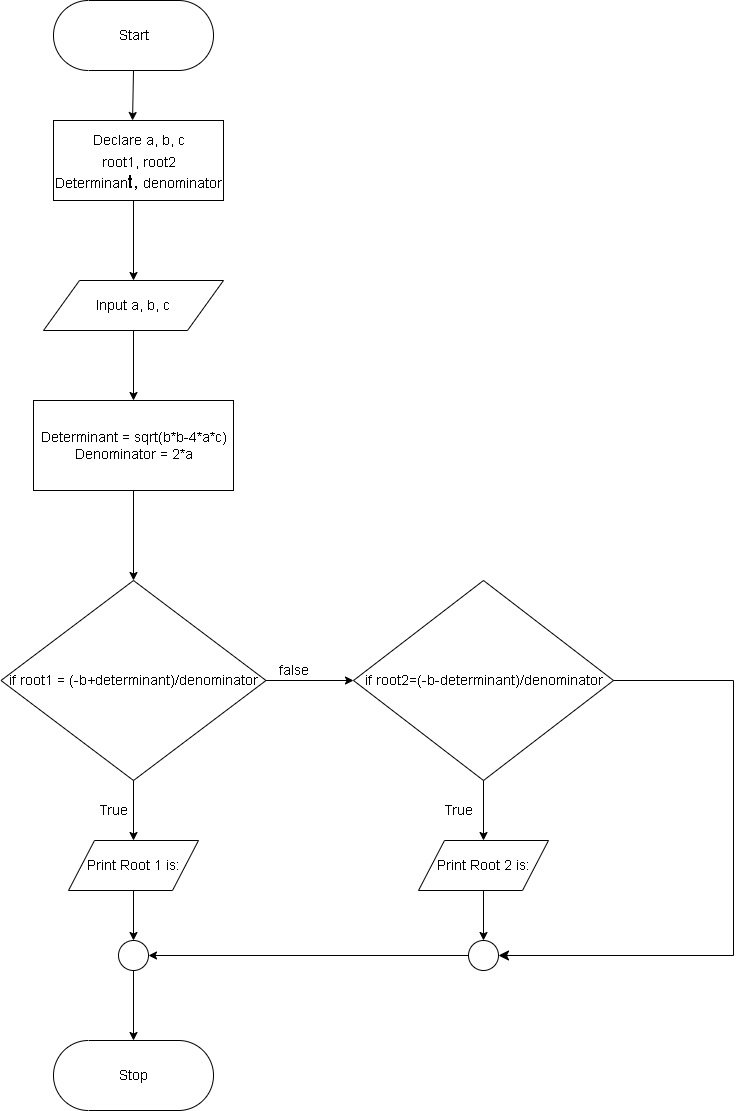 Start
Declare a, b, c
root1, root2
Determinant, denominator
Input a, b, c
Determinant = sqrt(b*b-4*a*c)
Denominator = 2*a
if root1 = (-b+determinant)/denominator
false
if root2=(-b-determinant)/denominator
True
True
Print Root 1 is:
Print Root 2 is:
Stop